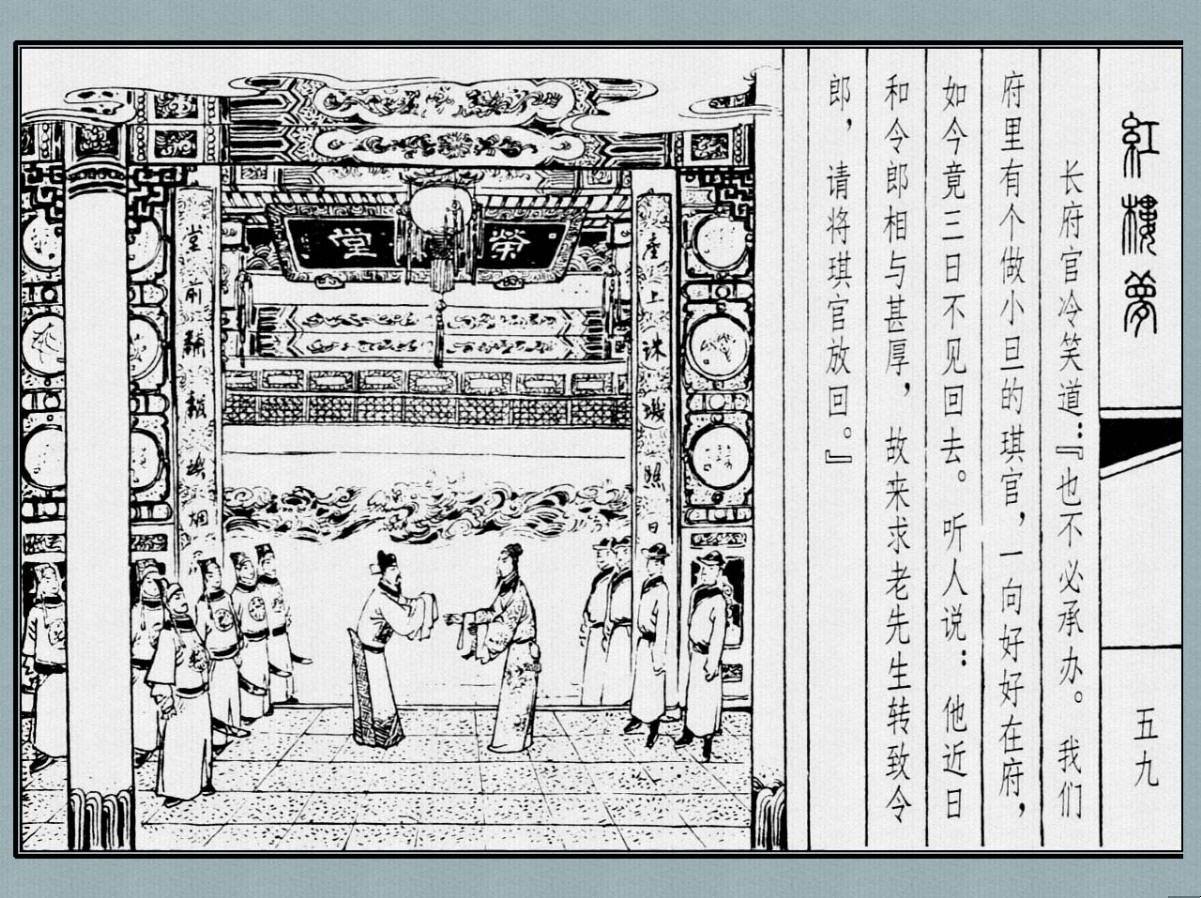 紅樓夢
五九
长府官冷笑道：『也不必承办。我们
府里有个做小旦的琪官，一向好好在府，
如今竟三日不见回去。听人说：他近日
和令郎相与甚厚，故来求老先生转致令
郎，请将琪官放回。』
榮堂
座上珠璣照日
堂前黼黻煥烟